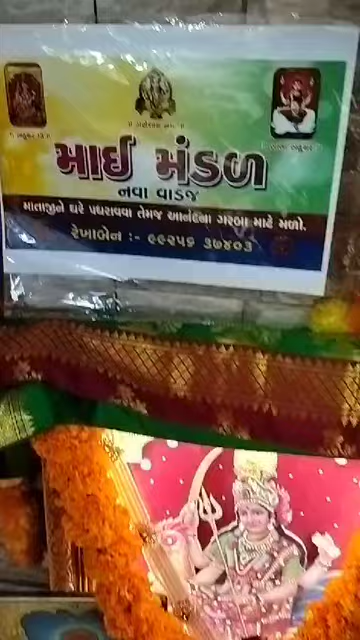 માઈ મંડળ
નવા વાડજ
માતાજીને ઘરે પધરાવવા તેમજ આનંદના ગરબા માટે મળો.
રેખાબેન :- ૯૯૨૫૬ ૩૭૪૦૩